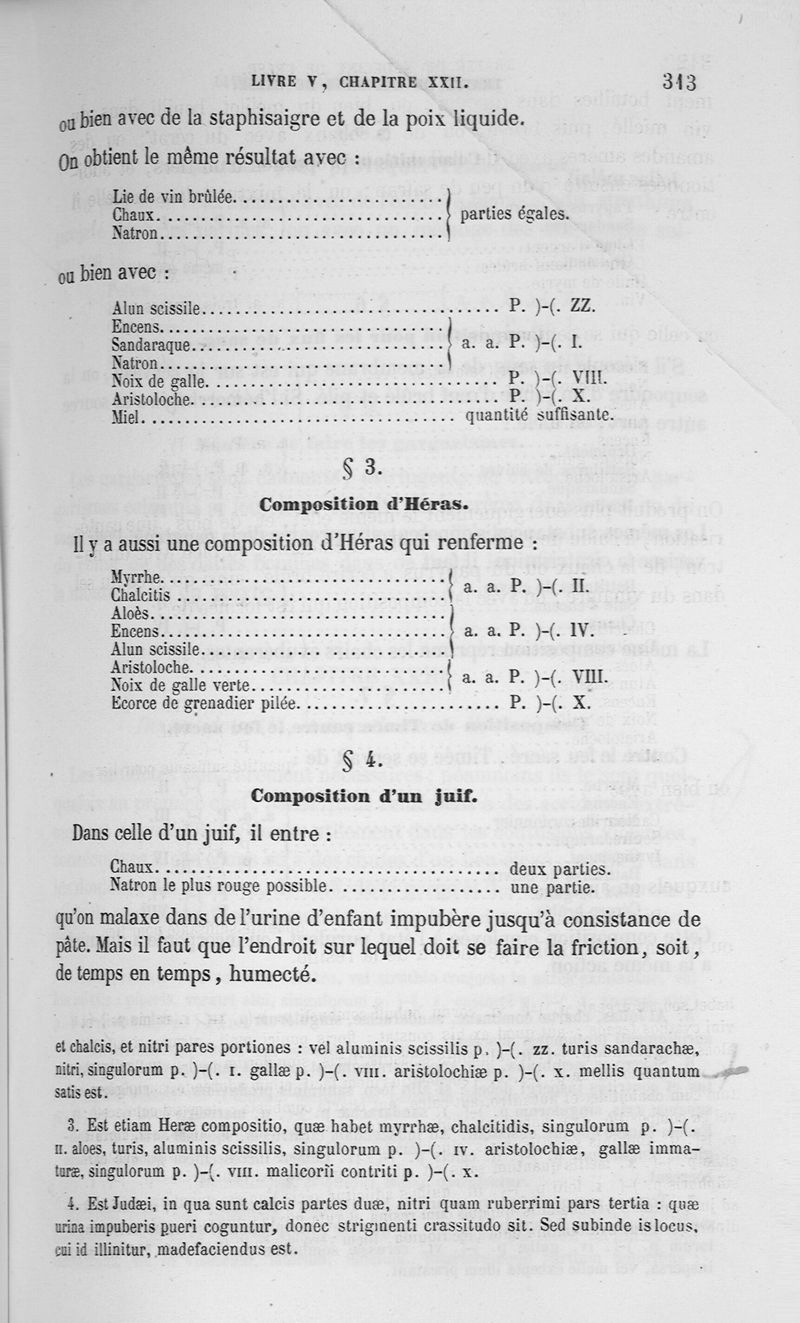 LIVRE V, CHAPITRE XXII. 313
ou bien avec de la staphisaigre et de la poix liquide.
On obtient le même résultat avec :
Lie de vin brûlée.
Chaux. parties égales.
Natron.
ou bien avec :
Alun scissile. P. )-(. ZZ.
Encens.
Sandaraque. a. a. P. )-(. I.
Natron.
Noix de galle. P. )-(. VIII.
Aristoloche. P. )-(. X.
Miel. quantité suffisante.
§ 3.
Composition d'Héras.
Il y a aussi une composition d'Héras qui renferme :
Myrrhe.
Chalcitis a. a. P. )-(. II.
Aloès.
Encens. a. a. P. )-(. IV.
Alun scissile.
Aristoloche.
Noix de galle verte. a. a. P. )-(. VIII.
Ecorce de grenadier pilée. P. )-(. X.
§ 4.
Composition d'un juif.
Dans celle d'un juif, il entre :
Chaux. deux parties.
Natron le plus rouge possible. une partie.
qu'on malaxe dans de l'urine d'enfant impubère jusqu'à consistance de
pâte. Mais il faut que l'endroit sur lequel doit se faire la friction, soit,
de temps en temps, humecté.
et chalcis, et nitri pares portiones : vel aluminis scissilis p. )-(. zz. turis sandarachæ,
nitri, singulorum p. )-(. I. gallæ p. )-(. VIII. aristolochiæ p. )-(. X. mellis quantum
satis est.
3. Est etiam Heræ compositio, quæ habet myrrhæ, chalcitidis, singulorum p. )-(.
II. aloes, turis, aluminis scissilis, singulorum p. )-(. IV. aristolochiæ, gallæ imma-
turæ, singulorum p. )-(. VIII. malicorii contriti p. )-(. X.
4. Est Judæi, in qua sunt calcis partes duæ, nitri quam ruberrimi pars tertia : quæ
urina impuberis pueri coguntur, donec strigmenti crassitudo sit. Sed subinde is locus,
cui id illinitur, madefaciendus est.